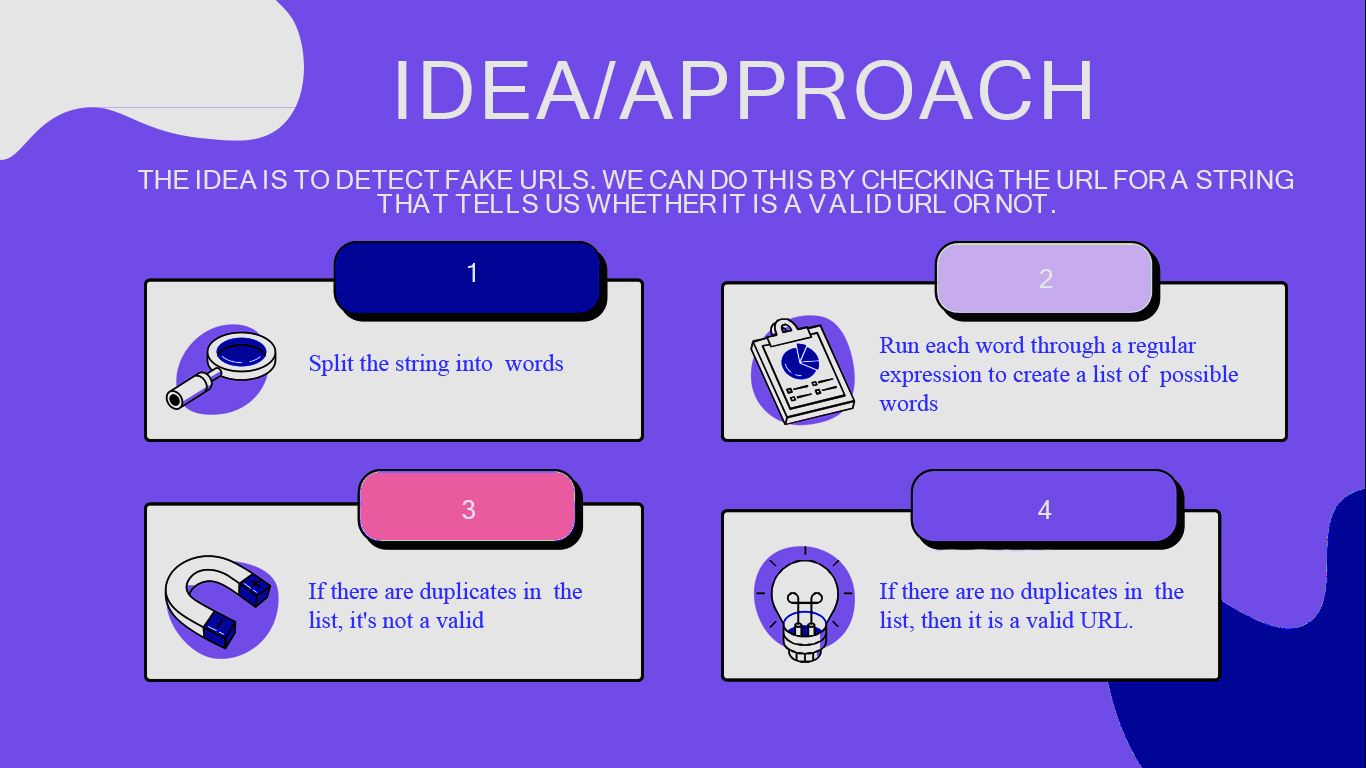 IDEA/APPROACH
THE IDEA IS TO DETECT FAKE URLS. WE CAN DO THIS BY CHECKING THE URL FOR A STRING
THAT TELLS US WHETHER IT IS A VALID URL OR NOT.
1
Split the string into words
2
Run each word through a regular
expression to create a list of possible
words
3
If there are duplicates in the
list, it's not a valid
4
If there are no duplicates in the
list, then it is a valid URL.